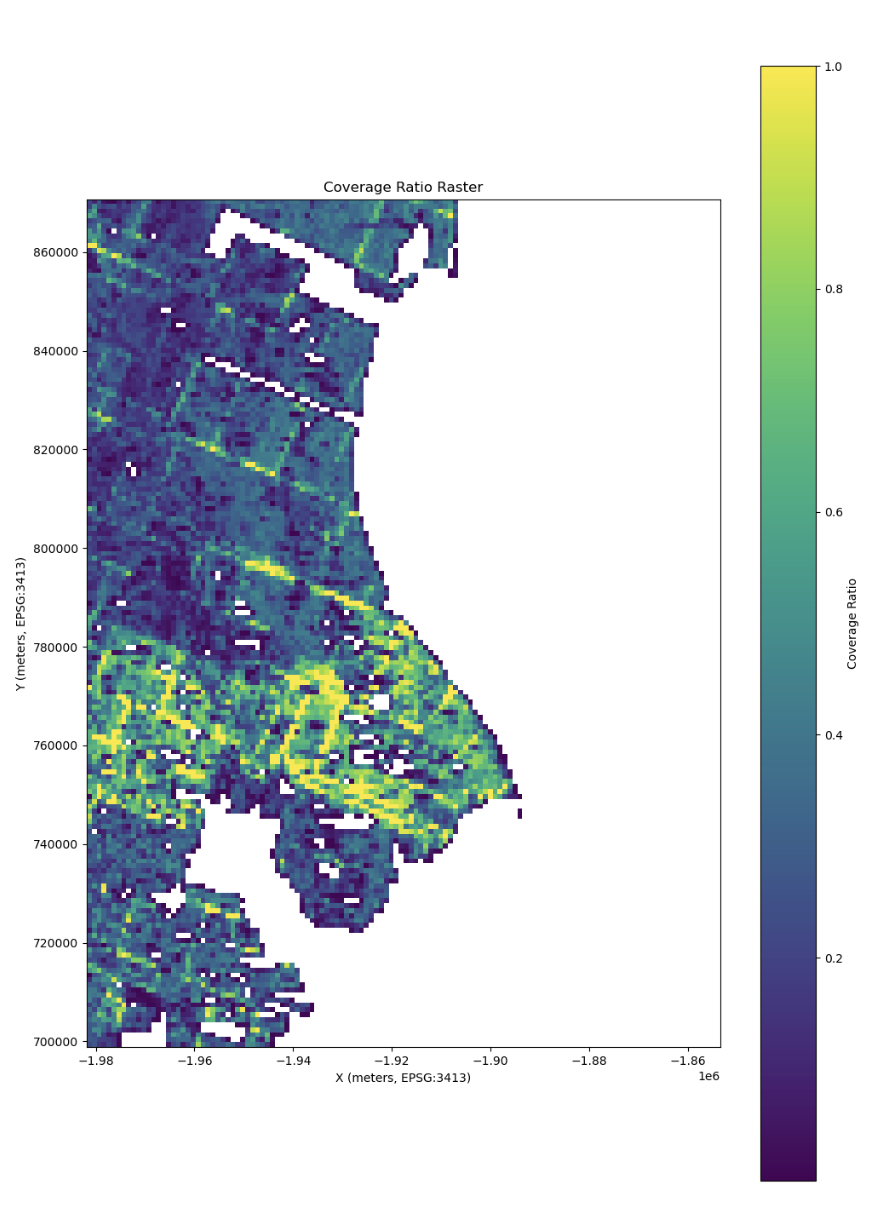 Coverage Ratio Raster
1.0
0.8
0.6
0.4
0.2
Coverage Ratio
860000
840000
820000
800000
780000
760000
740000
720000
700000
Y (meters, EPSG:3413)
−1.98 −1.96 −1.94 −1.92 −1.90 −1.88 −1.86
1e6
X (meters, EPSG:3413)